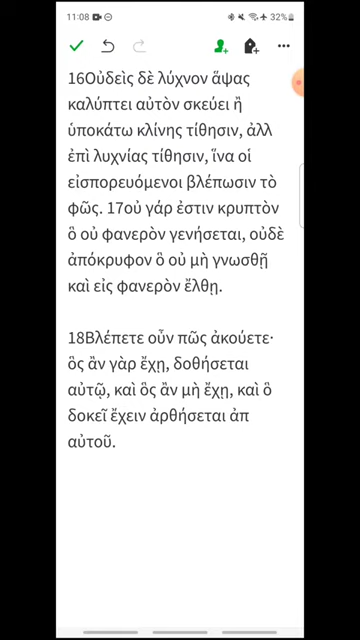 11:08
32%
16Οὐδεὶς δὲ λύχνον ἅψας
καλύπτει αὐτὸν σκεύει ἢ
ὑποκάτω κλίνης τίθησιν, ἀλλ
ἐπὶ λυχνίας τίθησιν, ἵνα οἱ
εἰσπορευόμενοι βλέπωσιν τὸ
φῶς. 17οὐ γάρ ἐστιν κρυπτὸν
ὃ οὐ φανερὸν γενήσεται, οὐδὲ
ἀπόκρυφον ὃ οὐ μὴ γνωσθῇ
καὶ εἰς φανερὸν ἔλθῃ.
18Βλέπετε οὖν πῶς ἀκούετε·
ὃς ἂν γὰρ ἔχῃ, δοθήσεται
αὐτῷ, καὶ ὃς ἂν μὴ ἔχῃ, καὶ ὃ
δοκεῖ ἔχειν ἀρθήσεται ἀπ
αὐτοῦ.